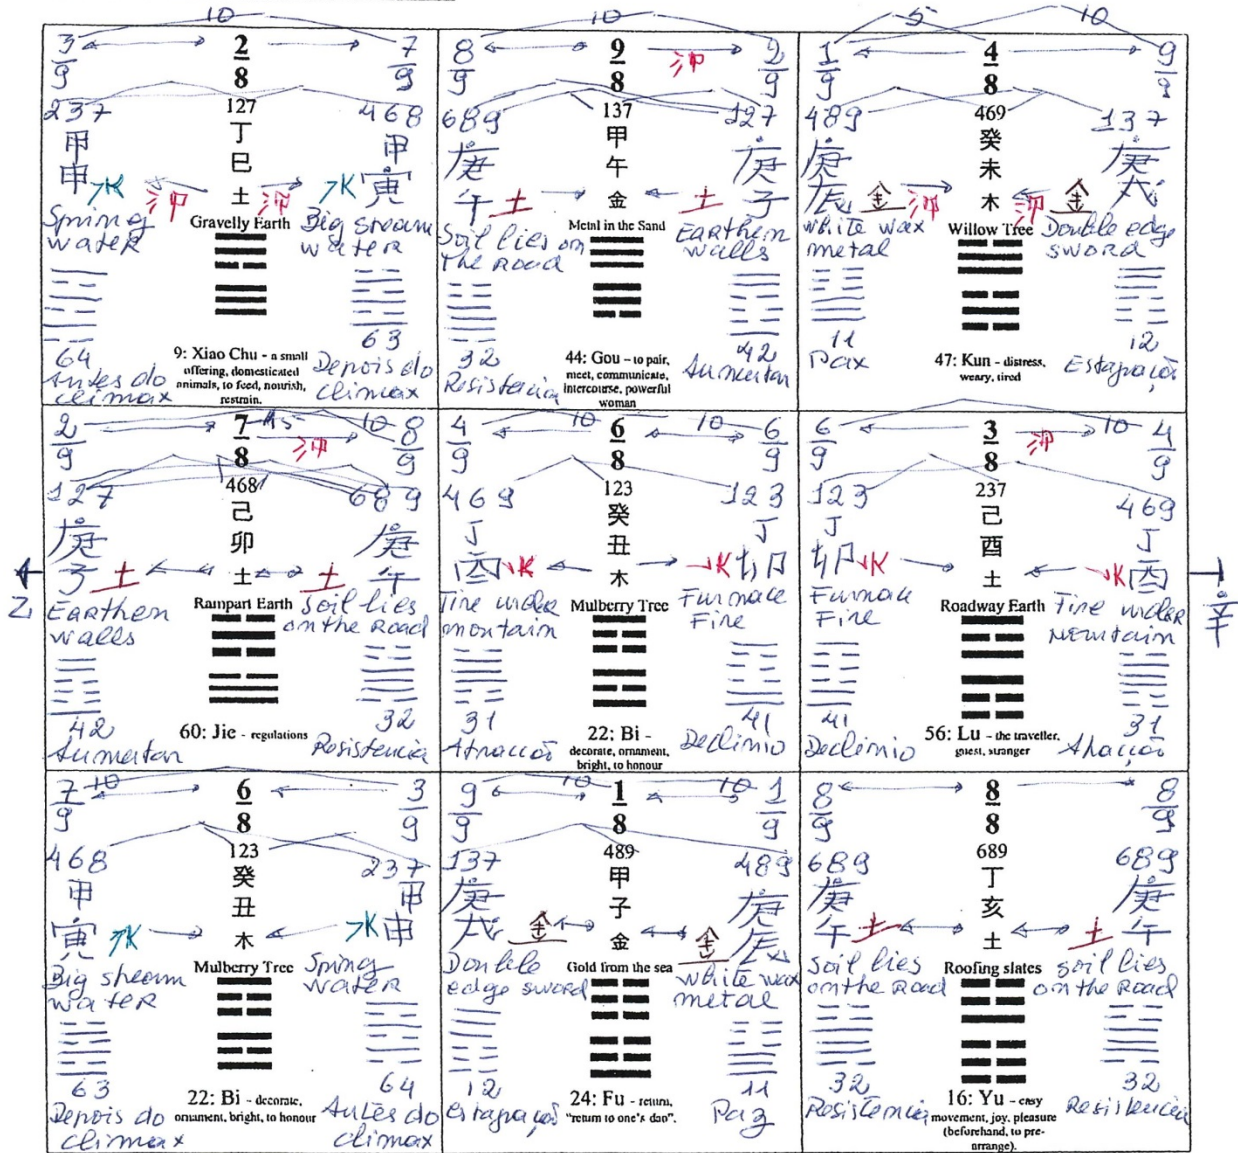 10 10 5 10
3/9 2/8 7/9
237 127 468
甲 丁 甲
申 水 沖 巳 土 沖 水 寅
Spring water
Gravelly Earth
Big stream water
64
Antes do climax
9: Xiao Chu - a small
offering, domesticated
animals, to feed, nourish,
restrain.
63
Depois do climax
8/9 9/8 沖 2/9
689 137 127
庚 甲 庚
午 土 午 金 土 子
Soil lies on the Road
Metal in the Sand
Earthen walls
32
Resistencia
44: Gou - to pair,
meet, communicate,
intercourse, powerful
woman
42
Aumentar
1/9 4/8 9/9
489 469 137
庚 癸 庚
辰 金 沖 未 木 沖 金 戌
White wax metal
Willow Tree
Double edge sword
11
Pax
47: Kun - distress,
weary, tired
12
Estagnação
2/9 7/8 沖 10 8/9
127 468 689
庚 己 庚
子 土 卯 土 土 午
Earthen walls
Rampart Earth
Soil lies on the Road
42
Aumentar
60: Jie - regulations
32
Resistencia
10 10
4/9 6/8 6/9
469 123 123
丁 癸 丁
酉 火 丑 木 火 卯
Fire under montain
Mulberry Tree
Furnace Fire
31
Atracção
22: Bi -
decorate, ornament,
bright, to honour
41
Declinio
6/9 3/8 沖 10 4/9
123 237 469
丁 己 丁
卯 火 酉 土 火 酉
Furnace Fire
Roadway Earth
Fire under Mountain
41
Declinio
56: Lu - the traveller,
guest, stranger
31
Atracção
10
7/9 6/8 3/9
468 123 237
甲 癸 甲
寅 水 丑 木 水 申
Big stream water
Mulberry Tree
Spring water
63
Depois do climax
22: Bi - decorate,
ornament, bright, to honour
64
Antes do climax
10 10
9/9 1/8 1/9
137 489 489
庚 甲 庚
戌 金 子 金 金 辰
Double edge sword
Gold from the sea
White wax metal
12
Estagnação
24: Fu - return,
"return to one's dao".
11
Paz
8/9 8/8 8/9
689 689 689
庚 丁 庚
午 土 亥 土 土 午
Soil lies on the Road
Roofing slates
Soil lies on the Road
32
Resistencia
16: Yu - easy
movement, joy, pleasure
(beforehand, to pre-
arrange).
32
Resistencia